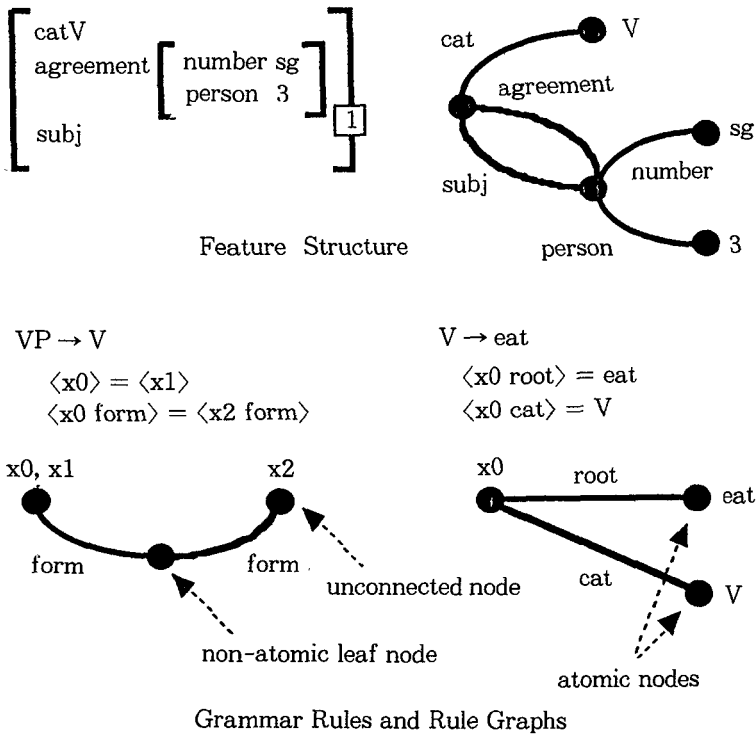 catV
agreement
number sg
person 3
subj
1
cat
V
agreement
subj
sg
number
person
3
Feature Structure
VP → V
⟨x0⟩ = ⟨x1⟩
⟨x0 form⟩ = ⟨x2 form⟩
V → eat
⟨x0 root⟩ = eat
⟨x0 cat⟩ = V
x0, x1
x2
form
form
unconnected node
non-atomic leaf node
x0
root
eat
cat
V
atomic nodes
Grammar Rules and Rule Graphs